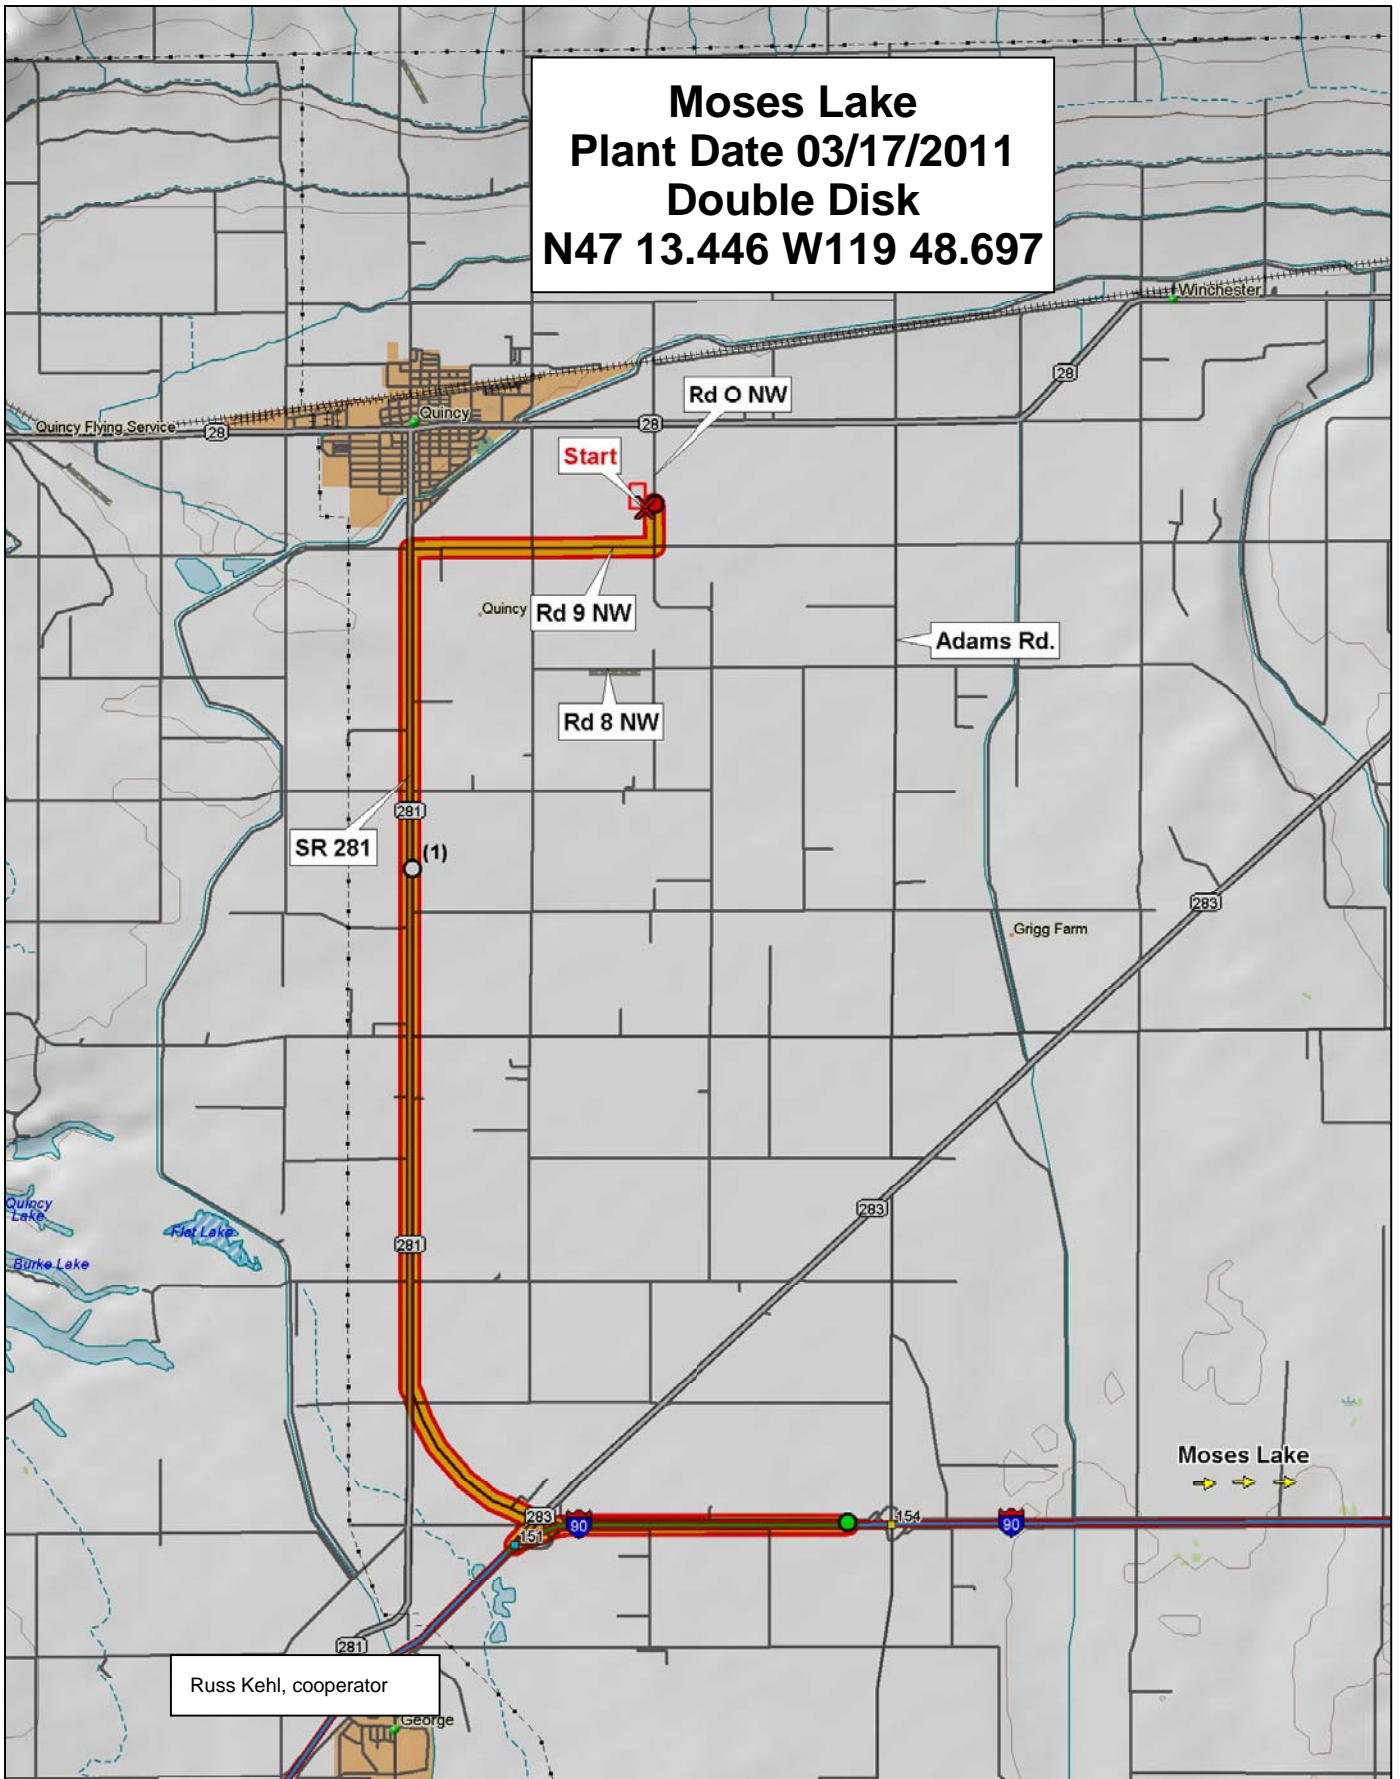 Moses Lake
Plant Date 03/17/2011
Double Disk
N47 13.446 W119 48.697
Winchester
28
Rd O NW
Quincy
28
Quincy Flying Service
28
Start
Quincy
Rd 9 NW
Adams Rd.
Rd 8 NW
281
SR 281
(1)
283
Grigg Farm
Quincy
Lake
283
Flat Lake
281
Burke Lake
Moses Lake
283
90
154
90
151
281
Russ Kehl, cooperator
George